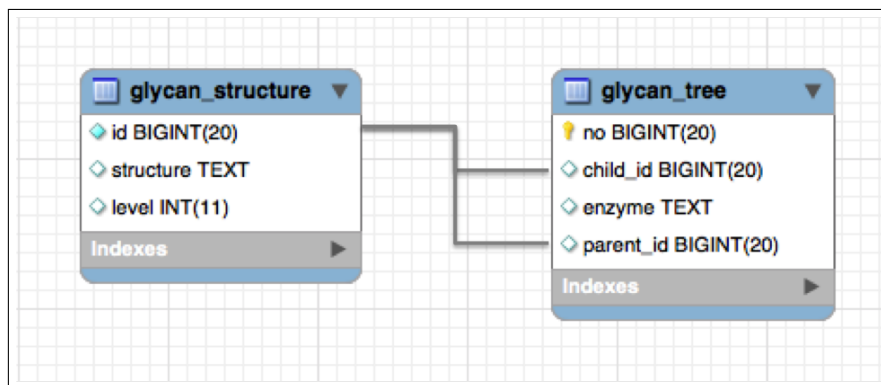 glycan_structure
id BIGINT(20)
structure TEXT
level INT(11)
Indexes
glycan_tree
no BIGINT(20)
child_id BIGINT(20)
enzyme TEXT
parent_id BIGINT(20)
Indexes